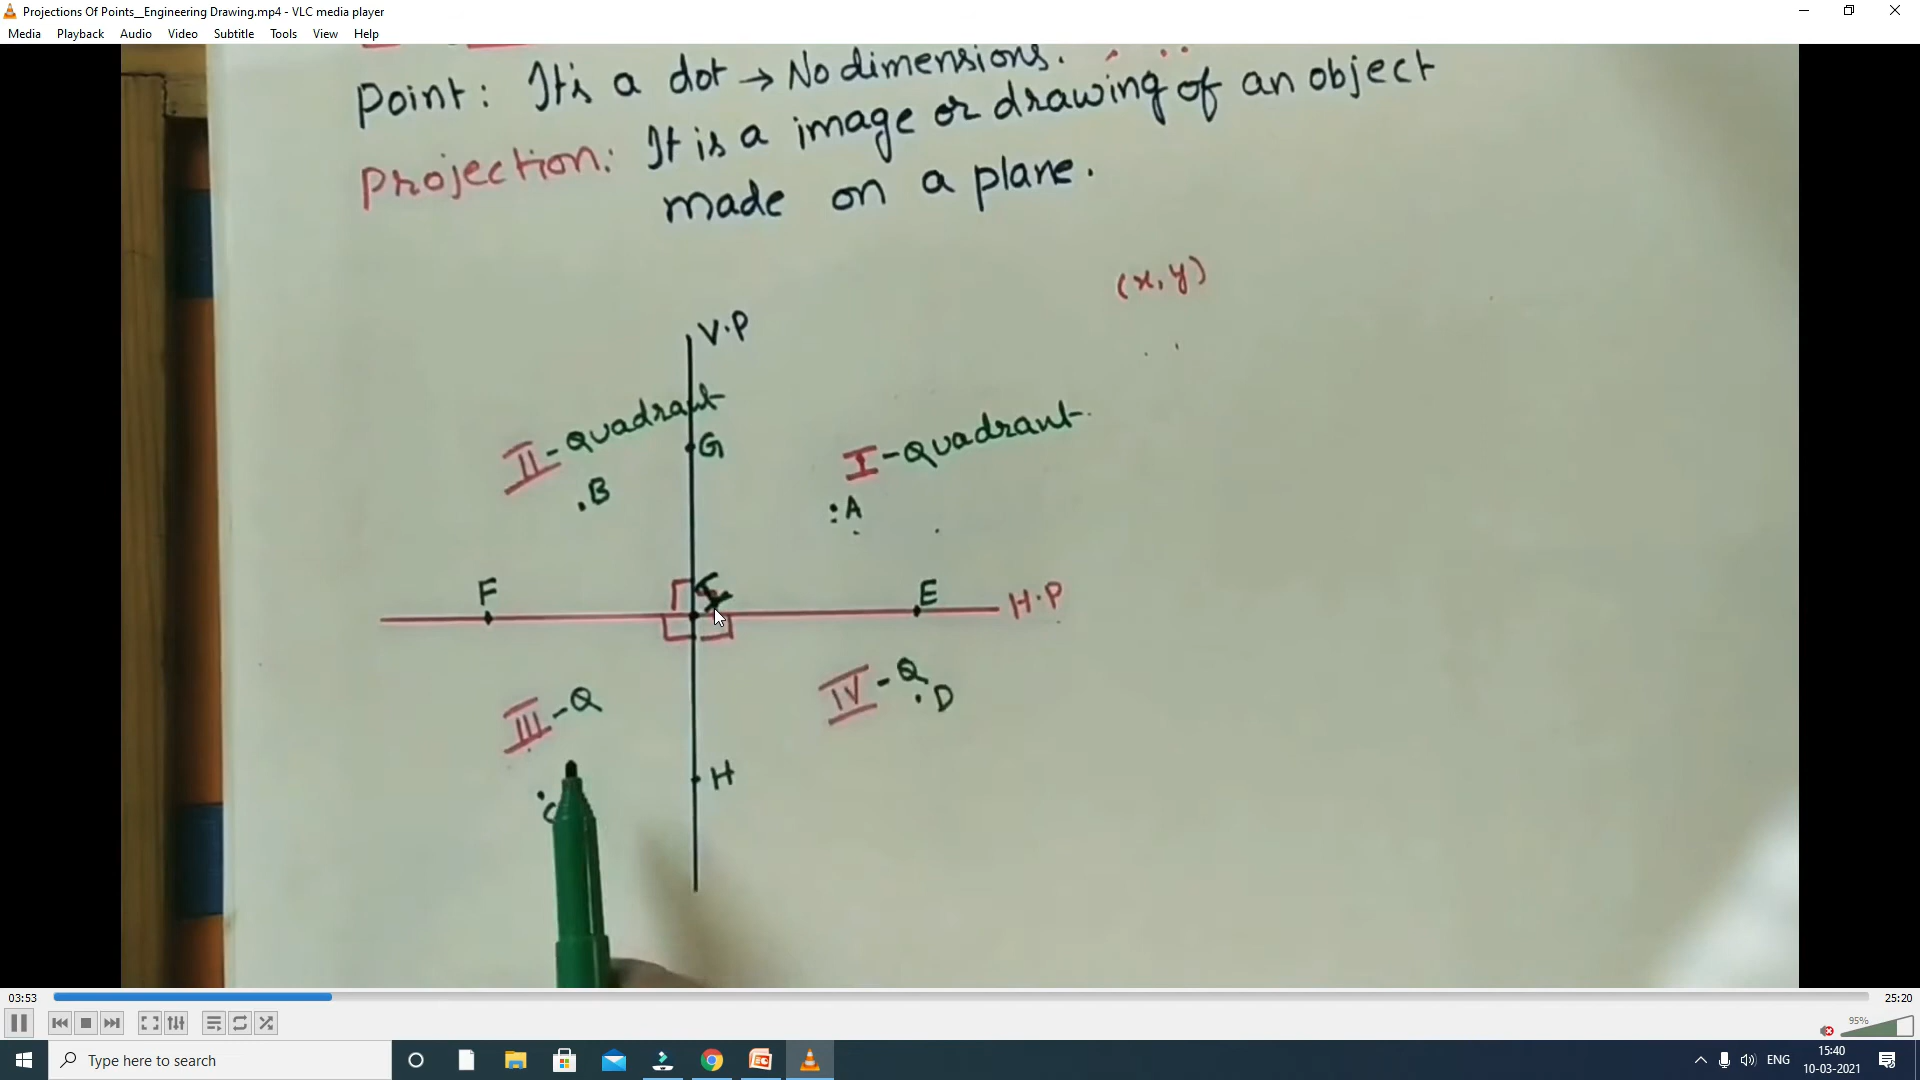 Projections Of Points__Engineering Drawing.mp4 - VLC media player
Media Playback Audio Video Subtitle Tools View Help
Point: It's a dot → No dimensions.
Projection: It is a image or drawing of an object
made on a plane.
(x, y)
V.P
II-Quadrant
I-Quadrant
G
.B
:A
F
E
H.P
III-Q
IV-Q
.D
H
C
03:53
25:20
95%
Type here to search
ENG
15:40
10-03-2021